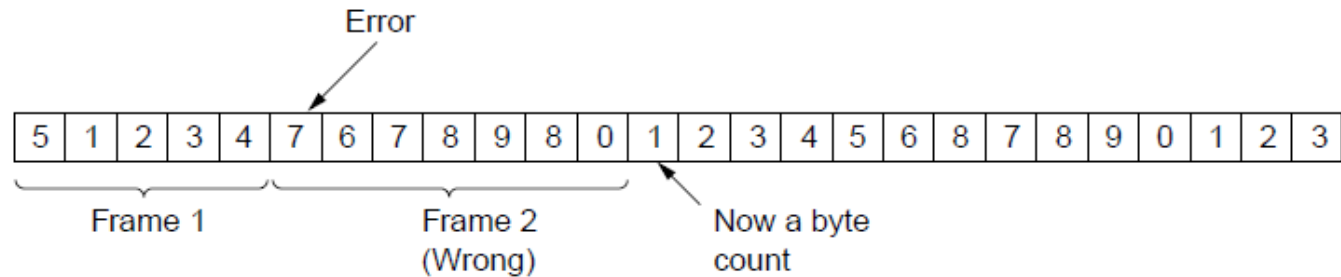 Error
5 1 2 3 4 7 6 7 8 9 8 0 1 2 3 4 5 6 8 7 8 9 0 1 2 3
Frame 1
Frame 2
(Wrong)
Now a byte
count